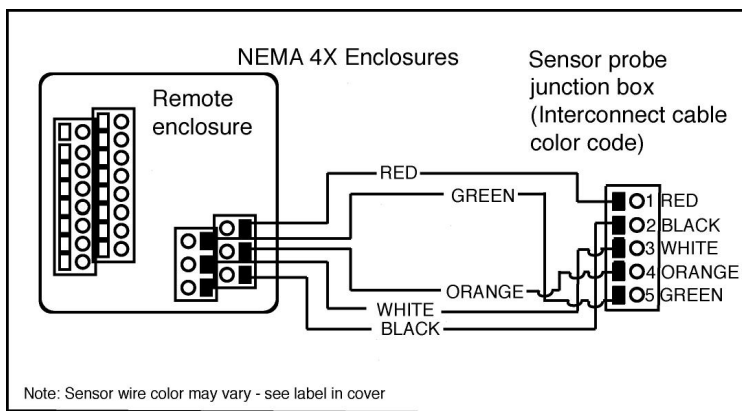 NEMA 4X Enclosures
Remote
enclosure
Sensor probe
junction box
(Interconnect cable
color code)
RED
GREEN
ORANGE
WHITE
BLACK
1 RED
2 BLACK
3 WHITE
4 ORANGE
5 GREEN
Note: Sensor wire color may vary - see label in cover